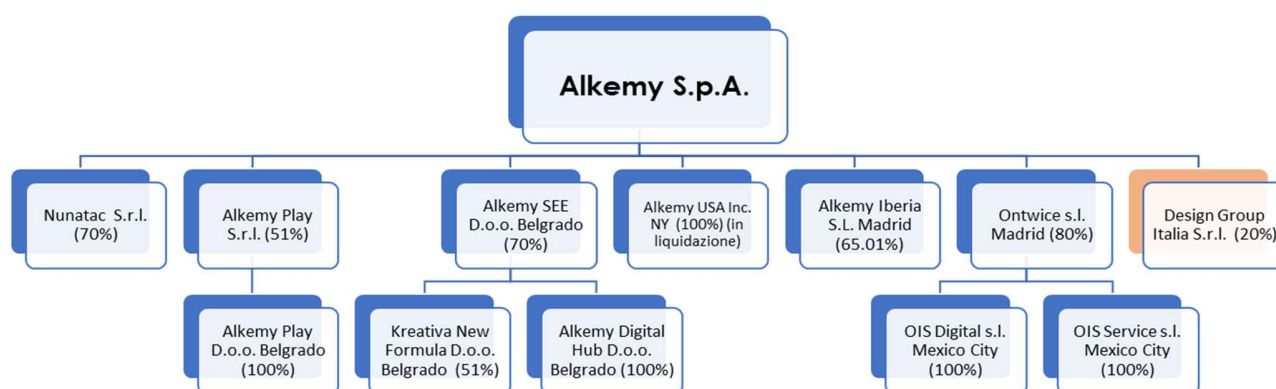 Alkemy S.p.A.
Nunatac S.r.l.
(70%)
Alkemy Play
S.r.l. (51%)
Alkemy SEE
D.o.o. Belgrado
(70%)
Alkemy USA Inc.
NY (100%) (in
liquidazione)
Alkemy Iberia
S.L. Madrid
(65.01%)
Ontwice s.l.
Madrid (80%)
Design Group
Italia S.r.l. (20%)
Alkemy Play
D.o.o. Belgrado
(100%)
Kreativa New
Formula D.o.o.
Belgrado (51%)
Alkemy Digital
Hub D.o.o.
Belgrado (100%)
OIS Digital s.l.
Mexico City
(100%)
OIS Service s.l.
Mexico City
(100%)